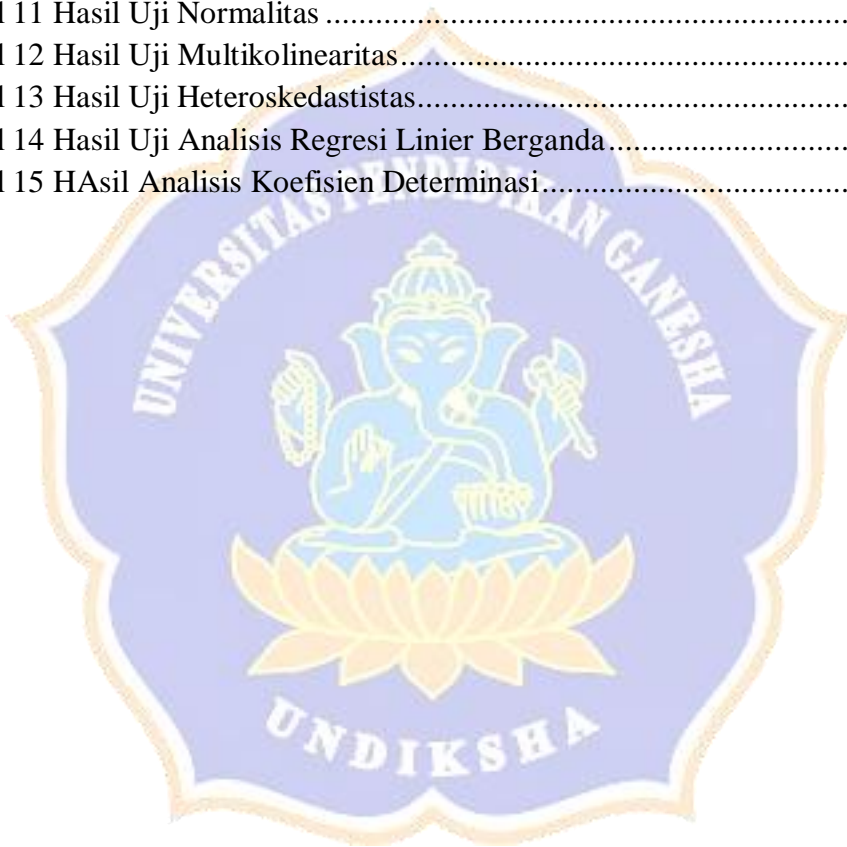 l 11 Hasil Uji Normalitas ................................................................
l 12 Hasil Uji Multikolinearitas.......................................................
l 13 Hasil Uji Heteroskedastistas.....................................................
l 14 Hasil Uji Analisis Regresi Linier Berganda.............................
l 15 HAsil Analisis Koefisien Determinasi.....................................
UNIVERSITAS PENDIDIKAN GANESHA
UNDIKSHA